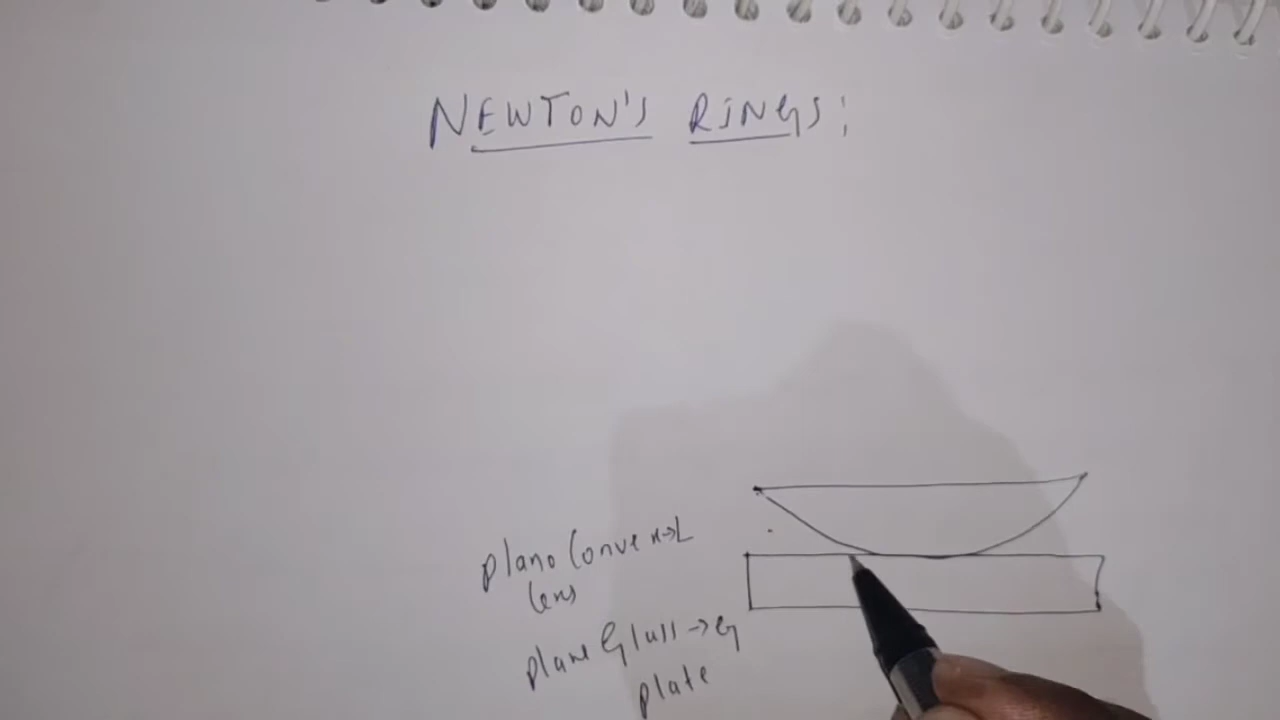 NEWTON'S RINGS:
plano Convex→L
lens
plane Glass→G
plate